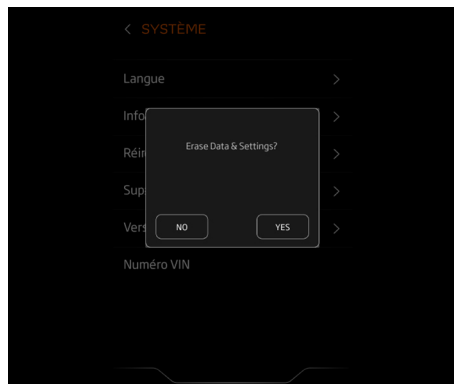 < SYSTÈME
Langue >
Info >
Erase Data & Settings?
Réi >
Sup >
Vers >
NO YES
Numéro VIN